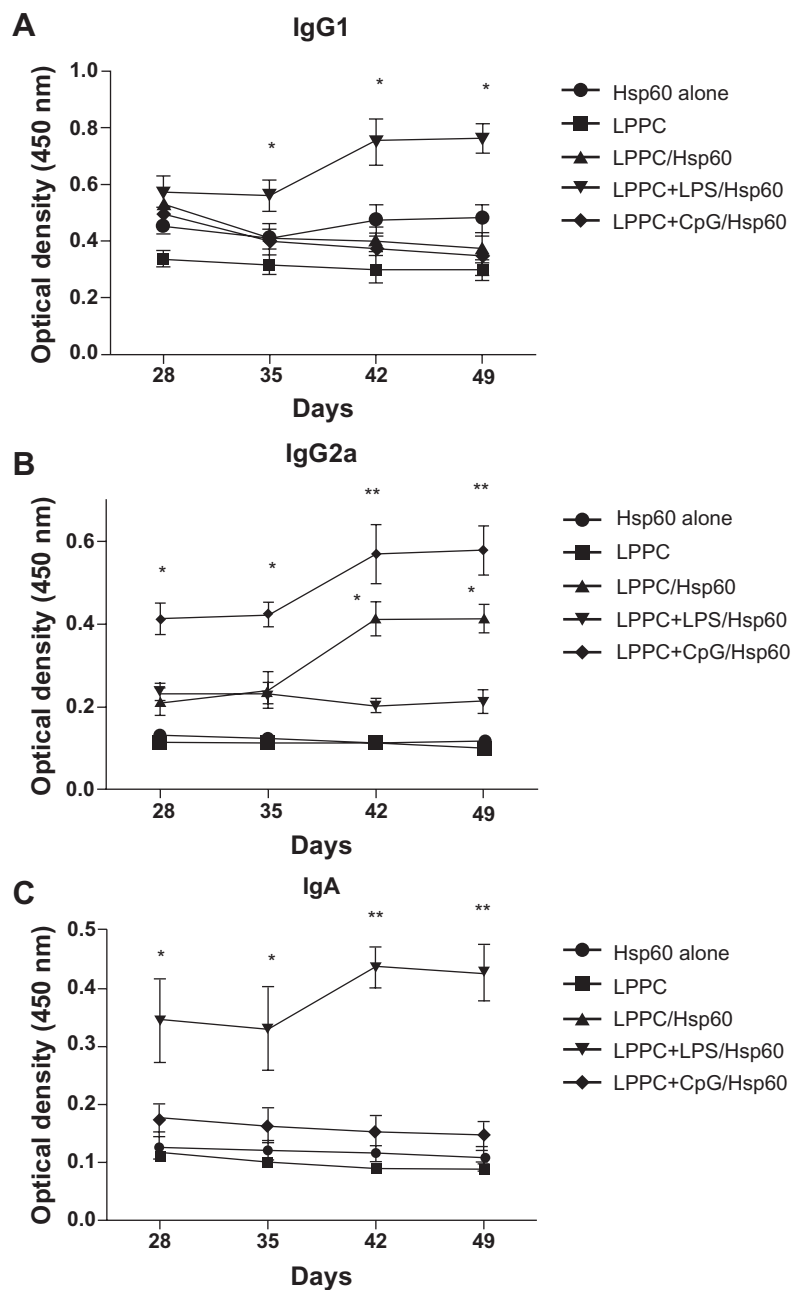 A
IgG1
*
*
*
1.0
0.8
0.6
0.4
0.2
0.0
Optical density (450 nm)
28
35
42
49
Days
Hsp60 alone
LPPC
LPPC/Hsp60
LPPC+LPS/Hsp60
LPPC+CpG/Hsp60
B
IgG2a
**
**
*
*
*
*
0.6
0.4
0.2
0.0
Optical density (450 nm)
28
35
42
49
Days
Hsp60 alone
LPPC
LPPC/Hsp60
LPPC+LPS/Hsp60
LPPC+CpG/Hsp60
C
IgA
**
**
*
*
0.5
0.4
0.3
0.2
0.1
0.0
Optical density (450 nm)
28
35
42
49
Days
Hsp60 alone
LPPC
LPPC/Hsp60
LPPC+LPS/Hsp60
LPPC+CpG/Hsp60